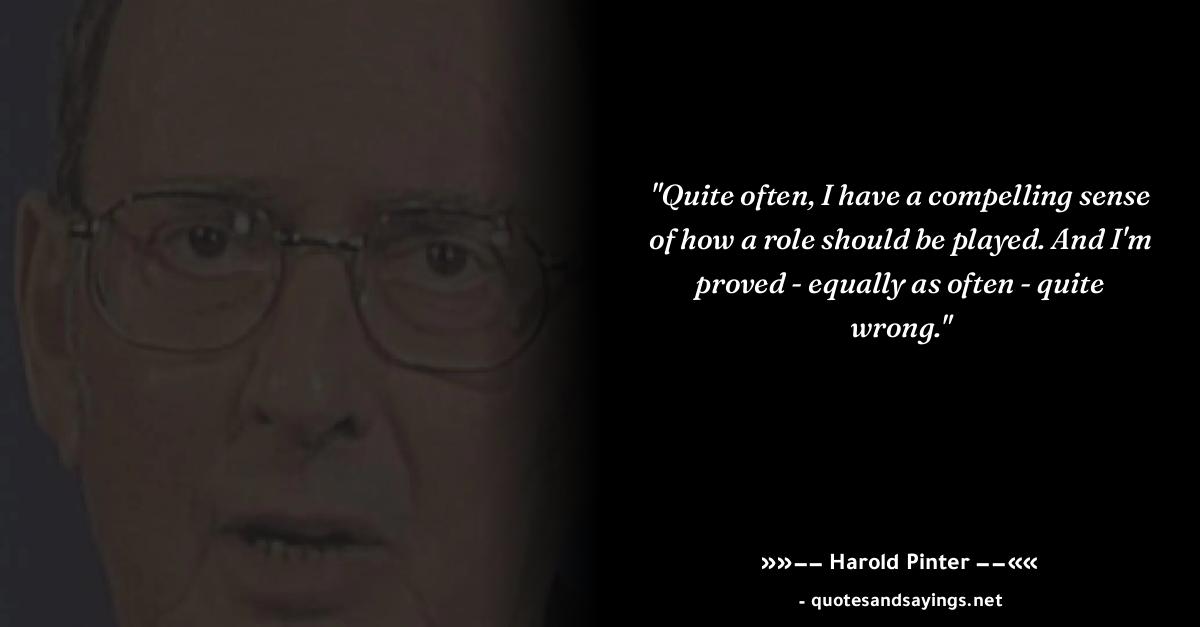 "Quite often, I have a compelling sense
of how a role should be played. And I'm
proved - equally as often - quite
wrong."
»»−− Harold Pinter −−««
- quotesandsayings.net